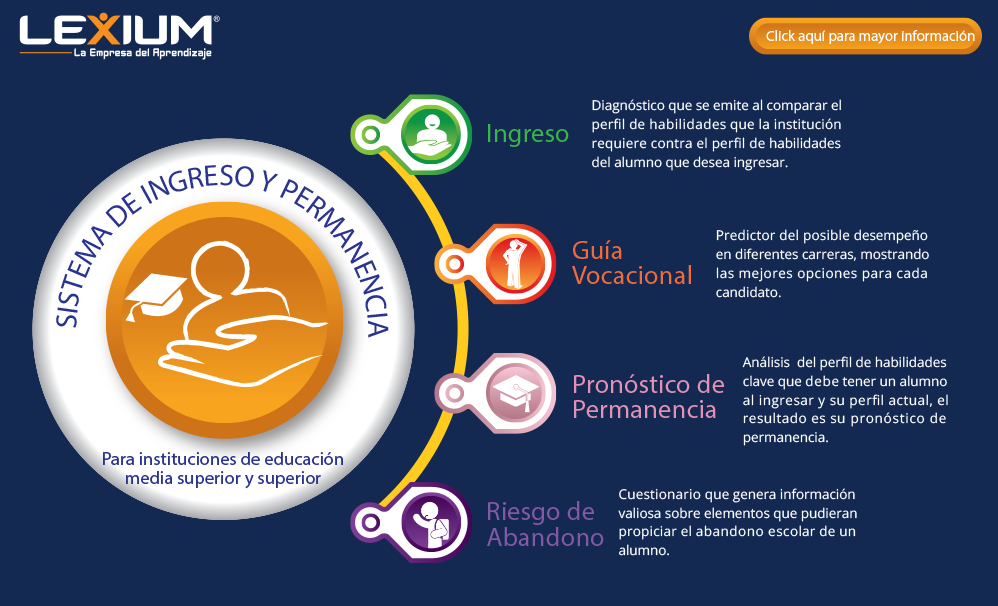 LEXIUM®
La Empresa del Aprendizaje
Click aquí para mayor información
SISTEMA DE INGRESO Y PERMANENCIA
Para instituciones de educación
media superior y superior
Ingreso
Diagnóstico que se emite al comparar el
perfil de habilidades que la institución
requiere contra el perfil de habilidades
del alumno que desea ingresar.
Guía
Vocacional
Predictor del posible desempeño
en diferentes carreras, mostrando
las mejores opciones para cada
candidato.
Pronóstico de
Permanencia
Análisis del perfil de habilidades
clave que debe tener un alumno
al ingresar y su perfil actual, el
resultado es su pronóstico de
permanencia.
Riesgo de
Abandono
Cuestionario que genera información
valiosa sobre elementos que pudieran
propiciar el abandono escolar de un
alumno.